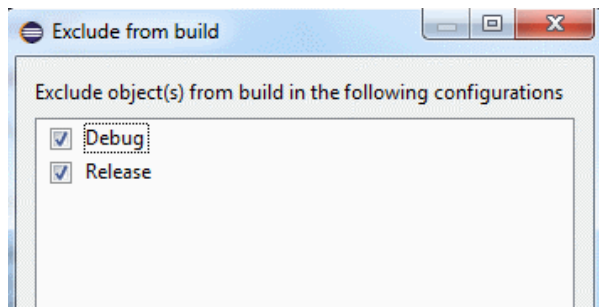 Exclude from build
Exclude object(s) from build in the following configurations
Debug
Release